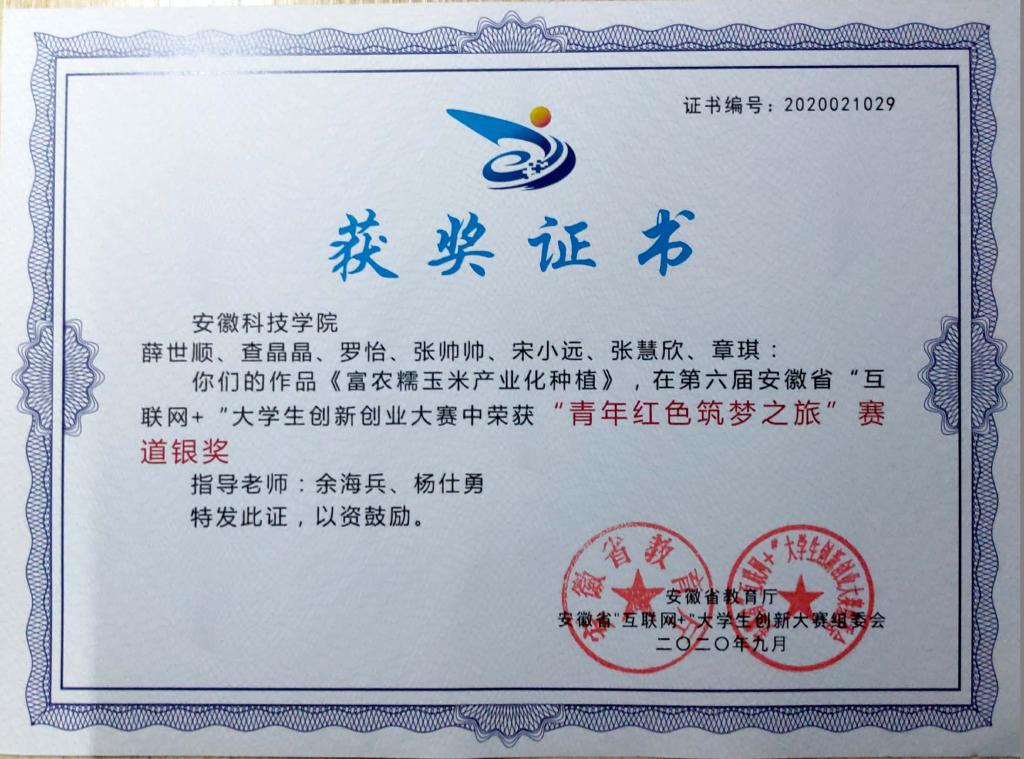 证书编号：2020021029
获奖证书
安徽科技学院
薛世顺、查晶晶、罗怡、张帅帅、宋小远、张慧欣、章琪：
你们的作品《富农糯玉米产业化种植》，在第六届安徽省“互
联网+“大学生创新创业大赛中荣获“青年红色筑梦之旅”赛
道银奖
指导老师：余海兵、杨仕勇
特发此证，以资鼓励。
安徽省教育厅
安徽省教育厅
安徽省"互联网+"大学生创新大赛组委会
二〇二〇年九月